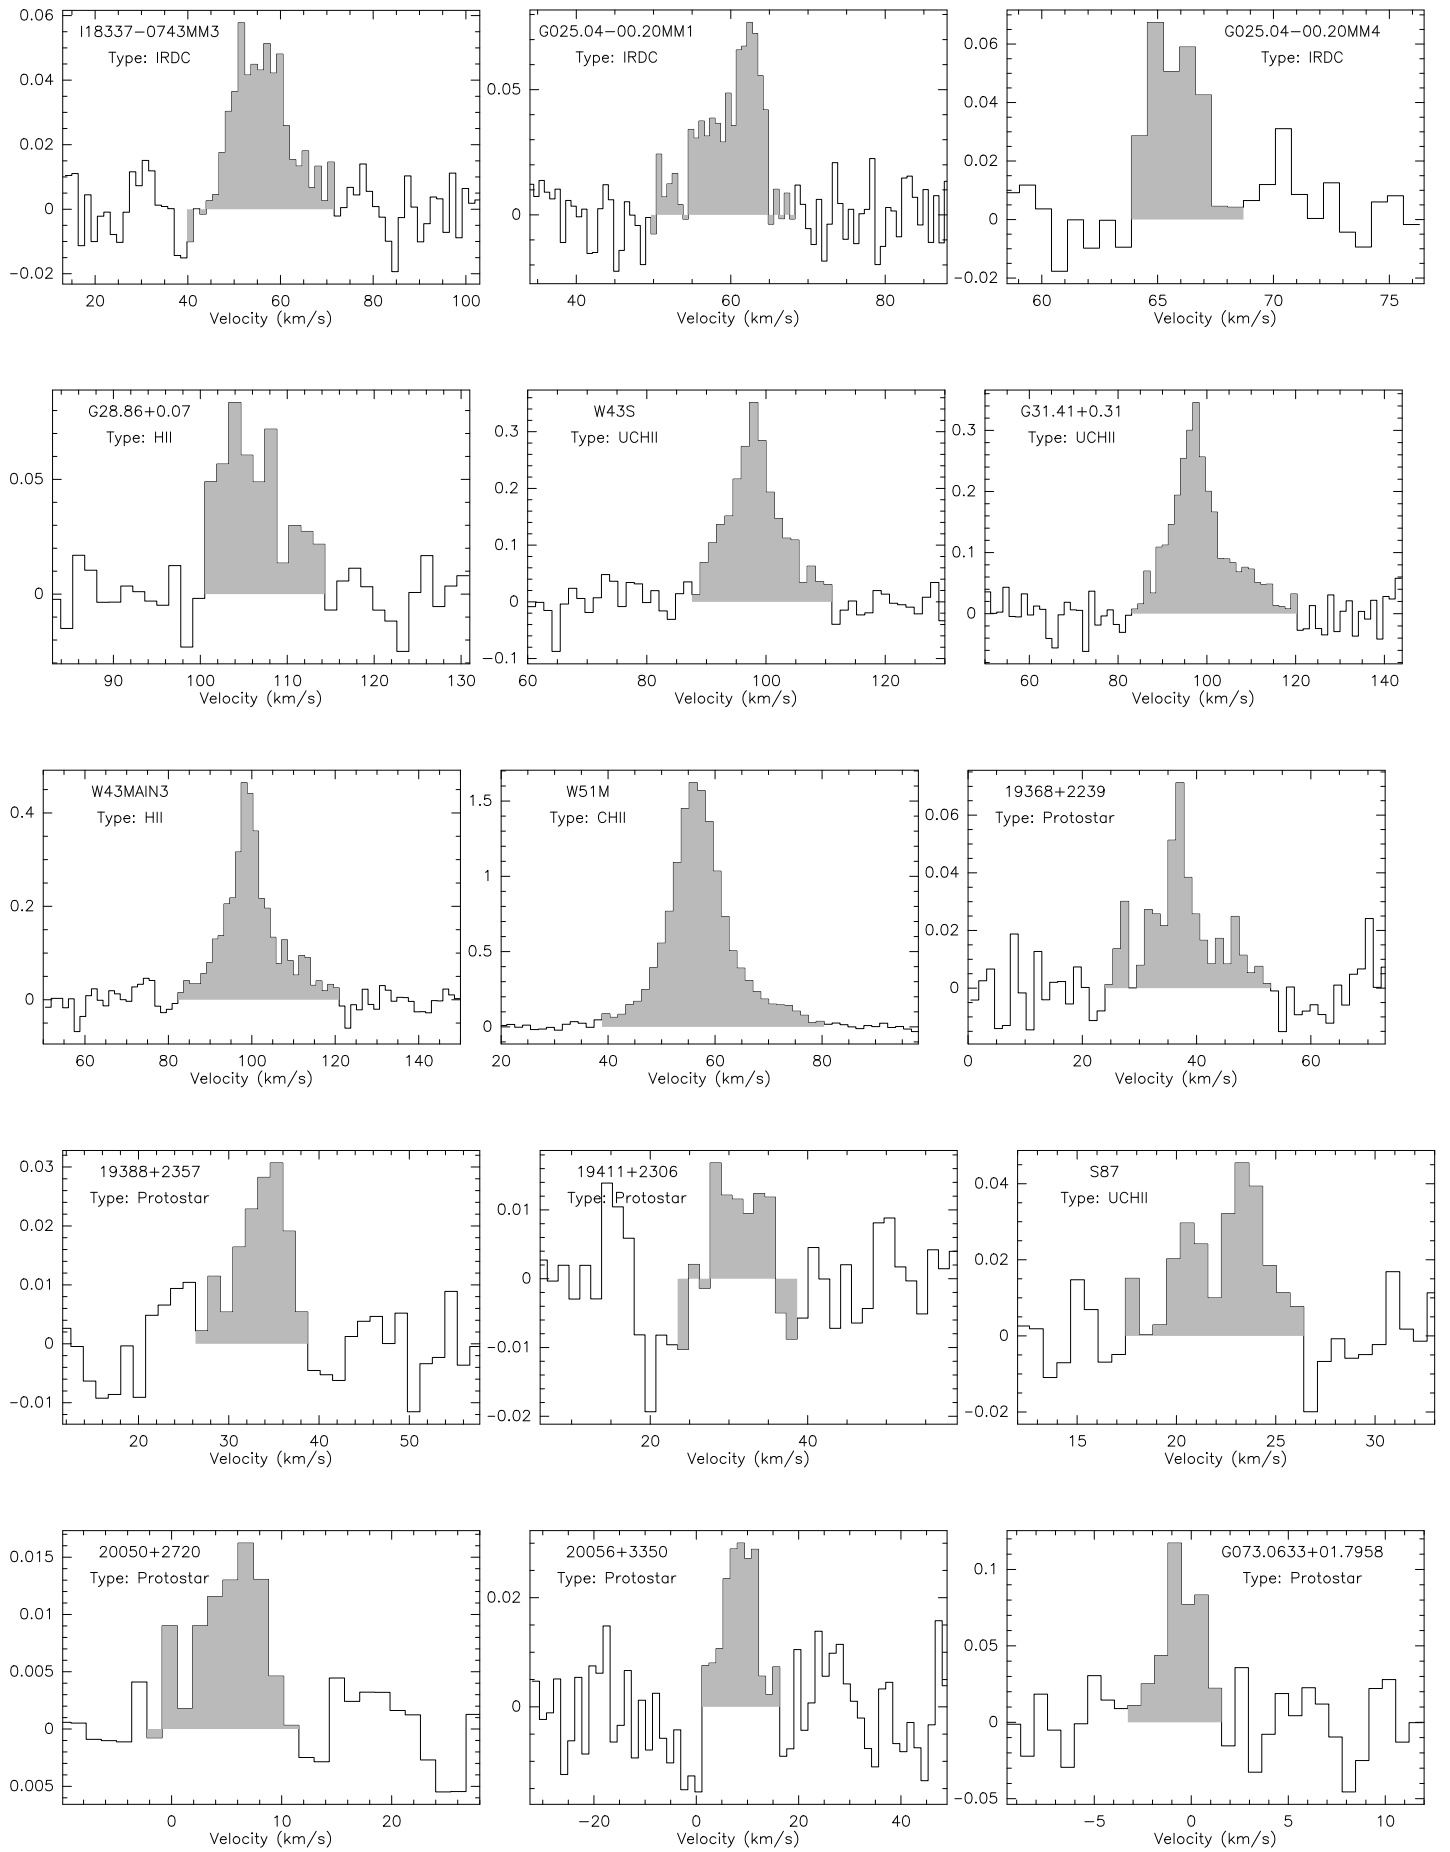 I18337−0743MM3
Type: IRDC
0.06
0.04
0.02
0
−0.02
20 40 60 80 100
Velocity (km/s)
G025.04−00.20MM1
Type: IRDC
0.05
0
40 60 80
Velocity (km/s)
G025.04−00.20MM4
Type: IRDC
0.06
0.04
0.02
0
−0.02
60 65 70 75
Velocity (km/s)
G28.86+0.07
Type: HII
0.05
0
90 100 110 120 130
Velocity (km/s)
W43S
Type: UCHII
0.3
0.2
0.1
0
−0.1
60 80 100 120
Velocity (km/s)
G31.41+0.31
Type: UCHII
0.3
0.2
0.1
0
60 80 100 120 140
Velocity (km/s)
W43MAIN3
Type: HII
0.4
0.2
0
60 80 100 120 140
Velocity (km/s)
W51M
Type: CHII
1.5
1
0.5
0
20 40 60 80
Velocity (km/s)
19368+2239
Type: Protostar
0.06
0.04
0.02
0
0 20 40 60
Velocity (km/s)
19388+2357
Type: Protostar
0.03
0.02
0.01
0
−0.01
20 30 40 50
Velocity (km/s)
19411+2306
Type: Protostar
0.01
0
−0.01
−0.02
20 40
Velocity (km/s)
S87
Type: UCHII
0.04
0.02
0
−0.02
15 20 25 30
Velocity (km/s)
20050+2720
Type: Protostar
0.015
0.01
0.005
0
0.005
0 10 20
Velocity (km/s)
20056+3350
Type: Protostar
0.02
0
−20 0 20 40
Velocity (km/s)
G073.0633+01.7958
Type: Protostar
0.1
0.05
0
−0.05
−5 0 5 10
Velocity (km/s)